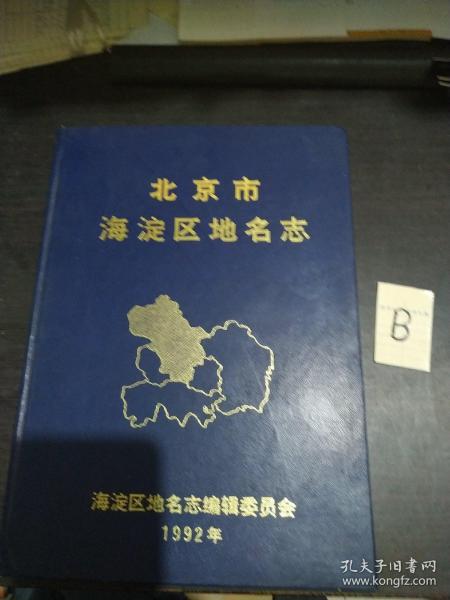 北京市
海淀区地名志
B
海淀区地名志编辑委员会
1992年
孔夫子旧书网
www.kongfz.com